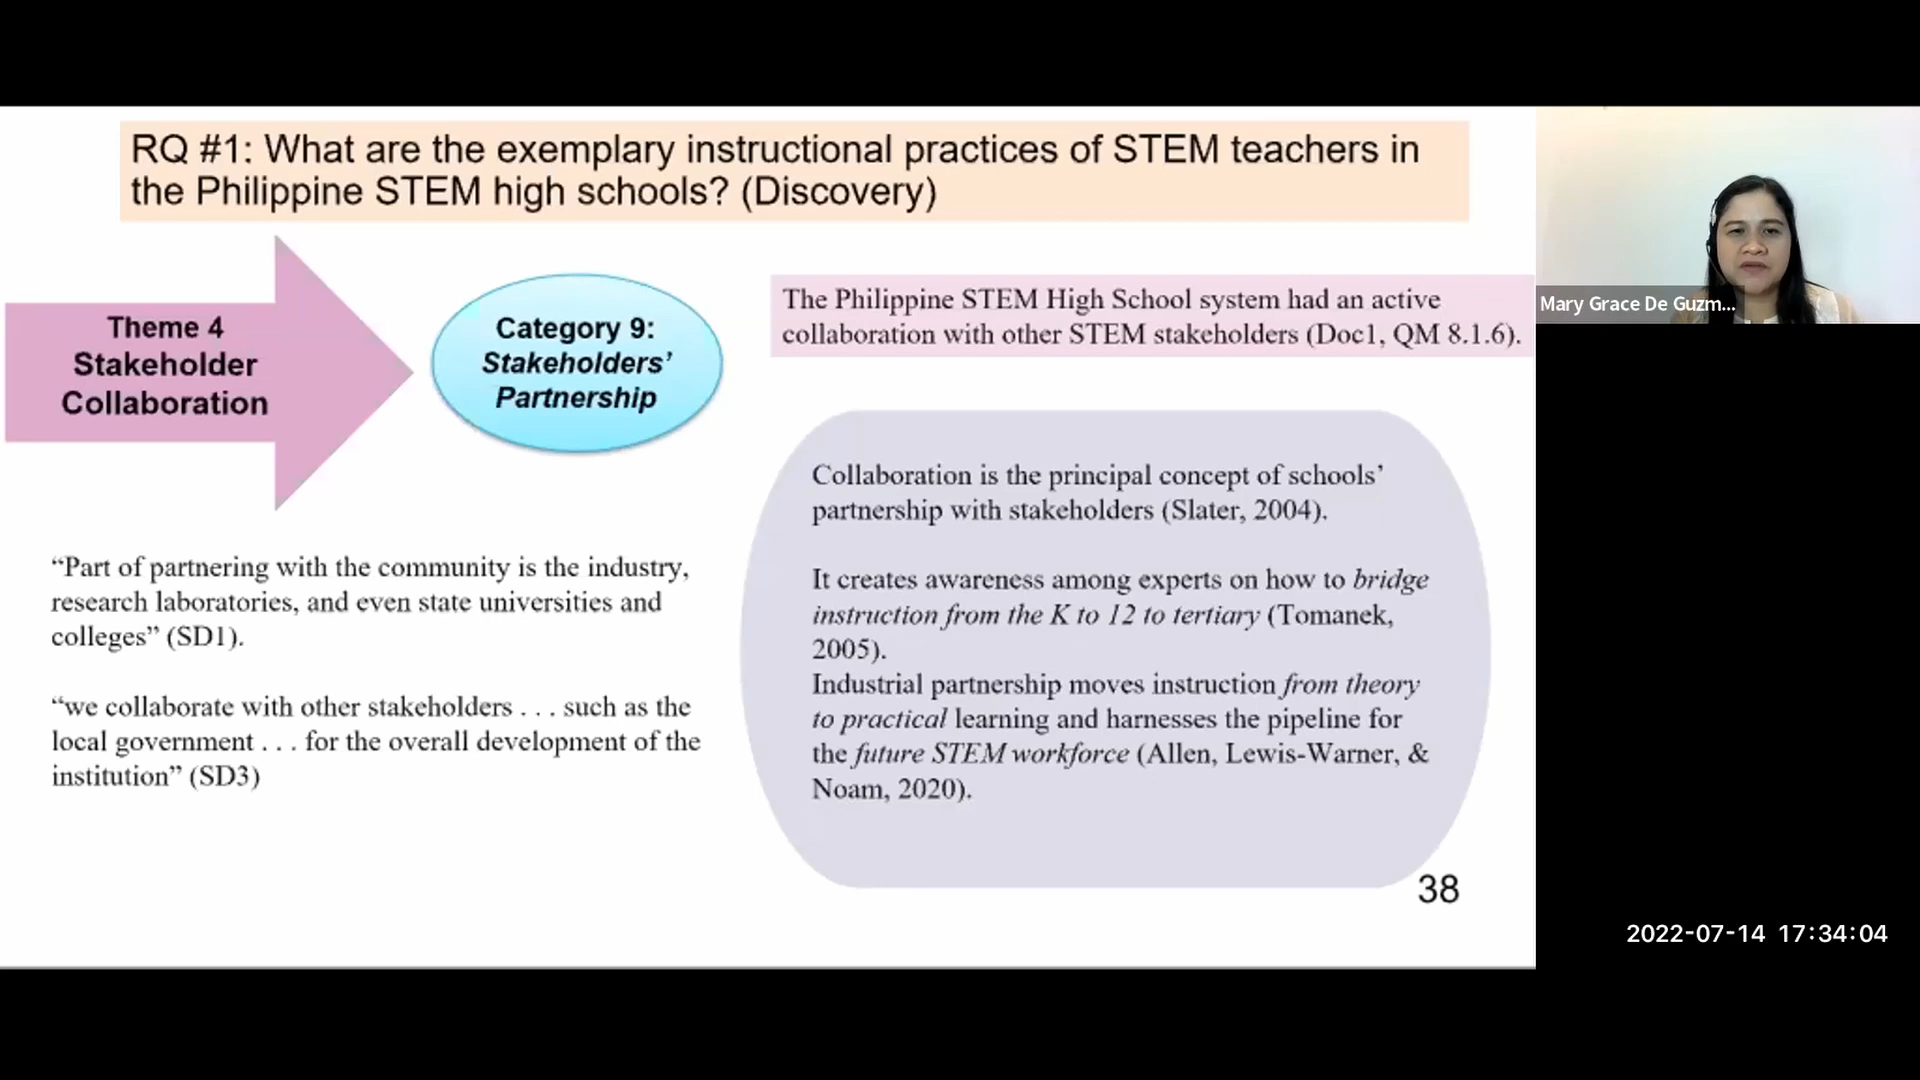 RQ #1: What are the exemplary instructional practices of STEM teachers in
the Philippine STEM high schools? (Discovery)
Theme 4
Stakeholder
Collaboration
Category 9:
Stakeholders’
Partnership
The Philippine STEM High School system had an active
collaboration with other STEM stakeholders (Doc1, QM 8.1.6).
Mary Grace De Guzm...
“Part of partnering with the community is the industry,
research laboratories, and even state universities and
colleges” (SD1).
“we collaborate with other stakeholders . . . such as the
local government . . . for the overall development of the
institution” (SD3)
Collaboration is the principal concept of schools’
partnership with stakeholders (Slater, 2004).
It creates awareness among experts on how to bridge
instruction from the K to 12 to tertiary (Tomanek,
2005).
Industrial partnership moves instruction from theory
to practical learning and harnesses the pipeline for
the future STEM workforce (Allen, Lewis-Warner, &
Noam, 2020).
38
2022-07-14 17:34:04